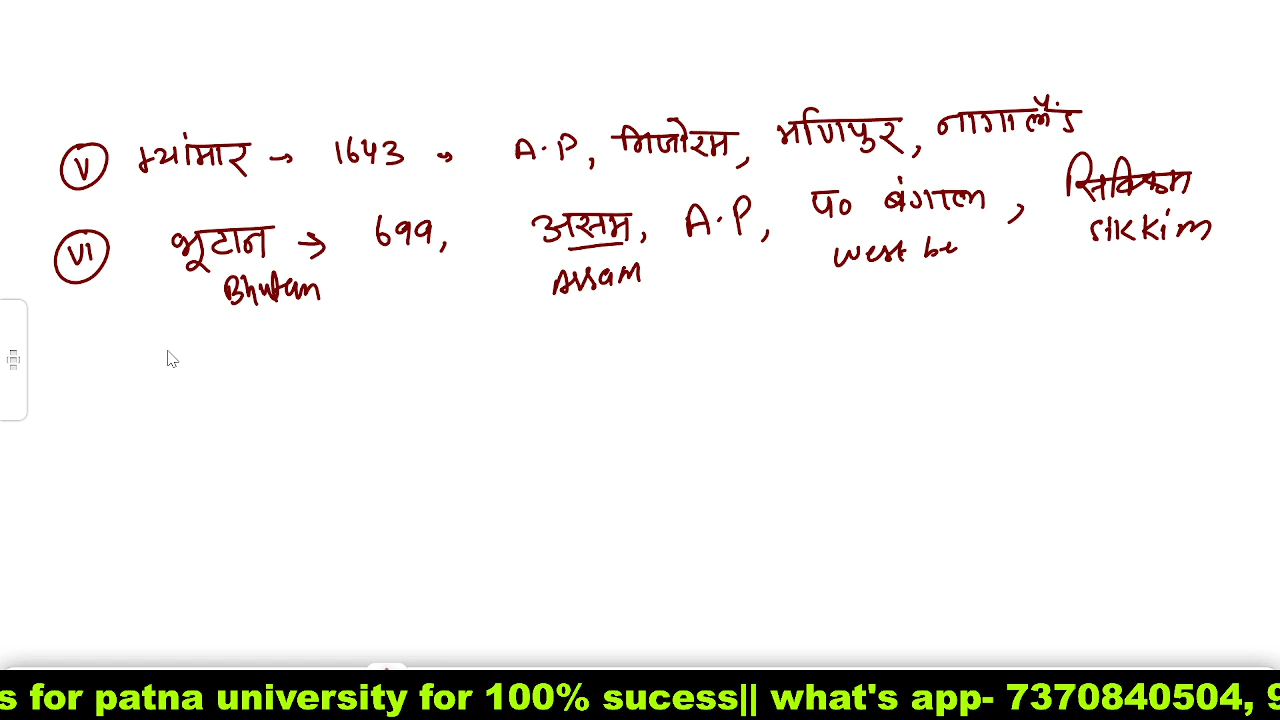 V म्यांमार → 1643 → A.P, मिजोरम, मणिपुर, नागालैंड
VI भूटान → 699, असम, A.P, प० बंगाल, सिक्किम
Bhutan Assam west be sikkim
s for patna university for 100% sucess|| what's app- 7370840504, 9